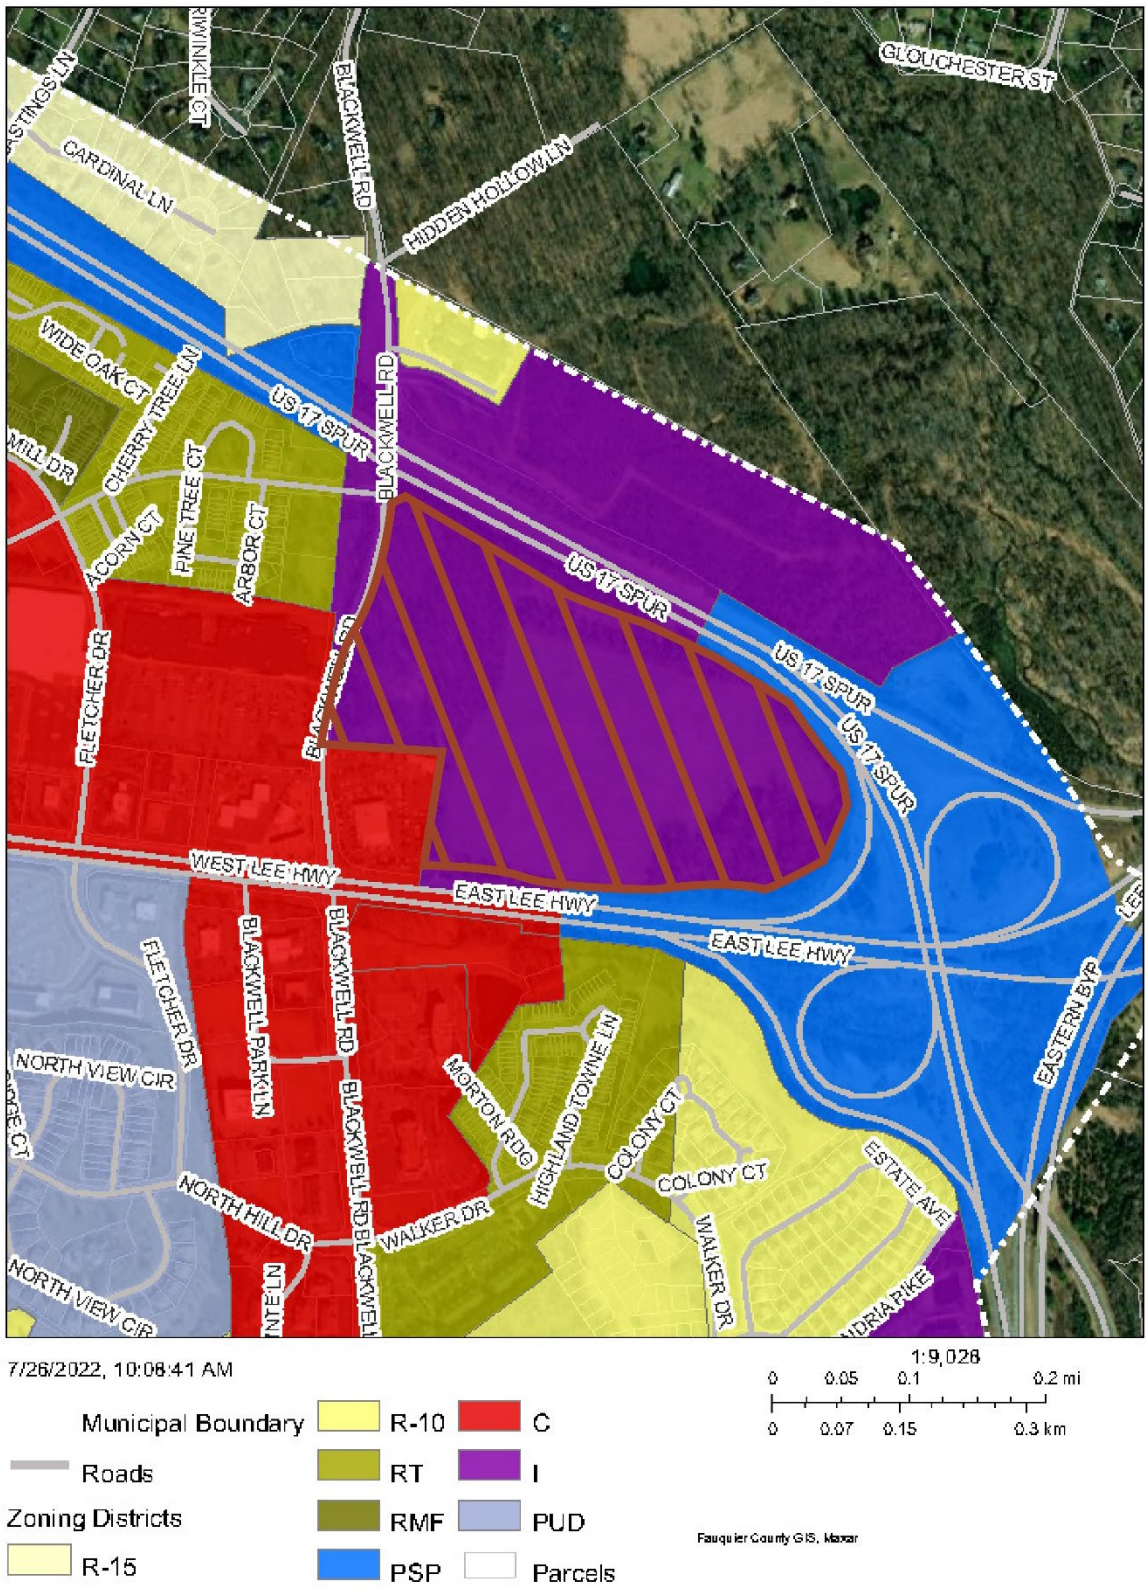 GLOUCHESTER ST
BLACKWELL RD
CARDINAL LN
HIDDEN HOLLOW LN
WIDE OAK CT
CHERRY TREE LN
US 17 SPUR
BLACKWELL RD
MILL DR
PINE TREE CT
ARBOR CT
ACORN CT
US 17 SPUR
FLETCHER DR
US 17 SPUR
US 17 SPUR
WEST LEE HWY
EAST LEE HWY
EAST LEE HWY
BLACKWELL PARK LN
BLACKWELL RD
FLETCHER DR
EASTERN BYP
NORTH VIEW CIR
MORTON RDG
HIGHLAND TOWNE LN
COLONY CT
COLONY CT
ESTATE AVE
BLACKWELL RD
BLACKWELL
NORTH HILL DR
WALKER DR
WALKER DR
NORTH VIEW CIR
NTE LN
NDRIA PIKE
7/26/2022, 10:08:41 AM
1:9,028
0 0.05 0.1 0.2 mi
0 0.07 0.15 0.3 km
Municipal Boundary
Roads
Zoning Districts
R-15
R-10
RT
RMF
PSP
C
I
PUD
Parcels
Fauquier County GIS, Maxar